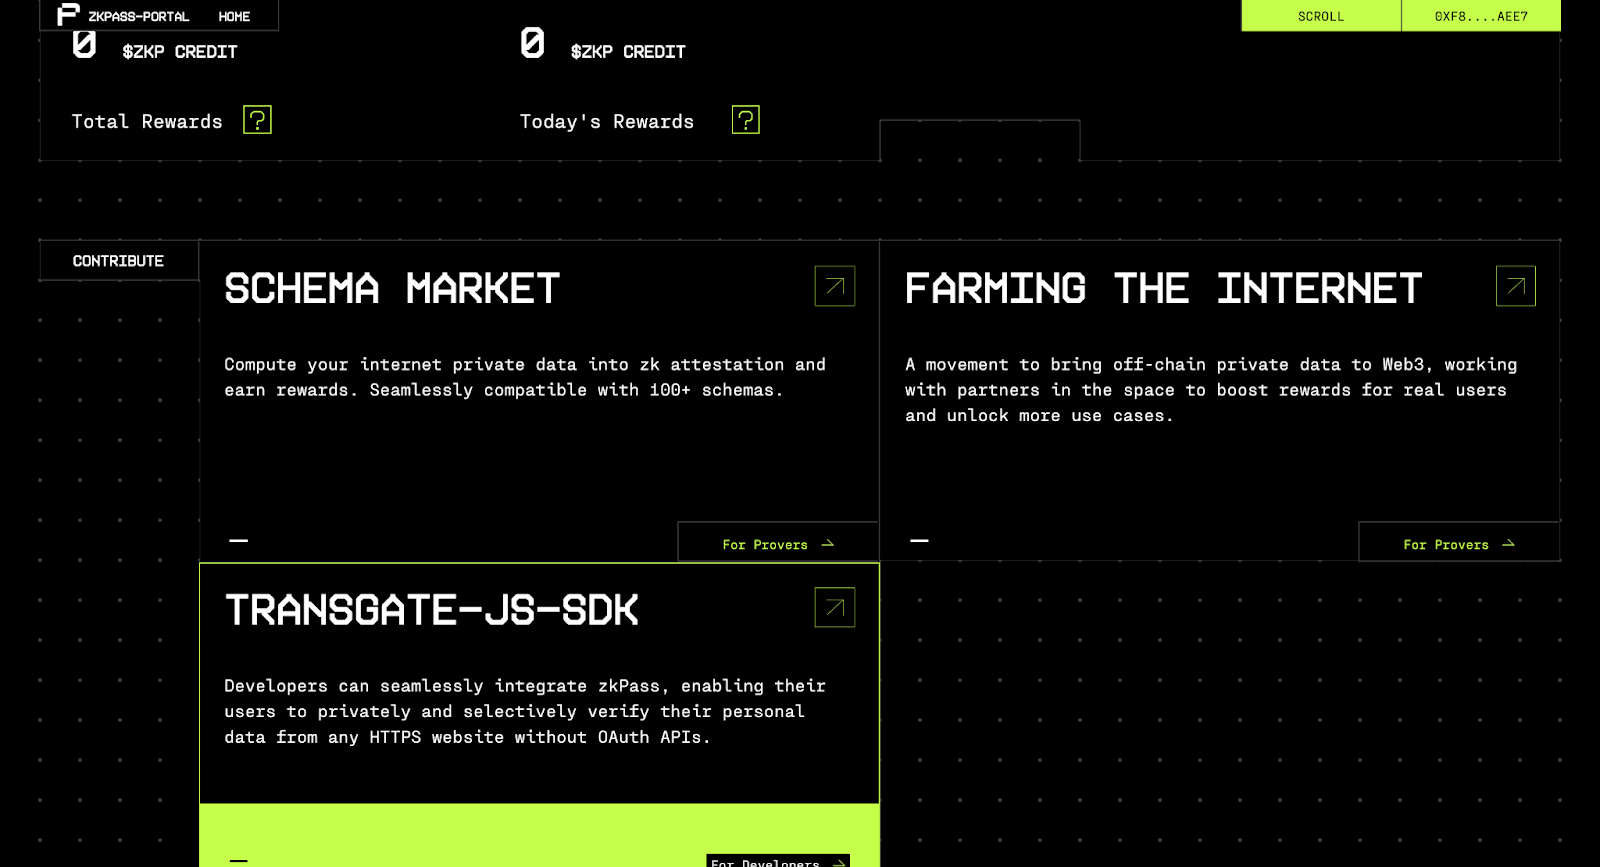 ZKPASS-PORTAL HOME SCROLL 0XF8....AEE7
0 $ZKP CREDIT 0 $ZKP CREDIT
Total Rewards ? Today's Rewards ?
CONTRIBUTE
SCHEMA MARKET
Compute your internet private data into zk attestation and
earn rewards. Seamlessly compatible with 100+ schemas.
For Provers
FARMING THE INTERNET
A movement to bring off-chain private data to Web3, working
with partners in the space to boost rewards for real users
and unlock more use cases.
For Provers
TRANSGATE-JS-SDK
Developers can seamlessly integrate zkPass, enabling their
users to privately and selectively verify their personal
data from any HTTPS website without OAuth APIs.
For Developers